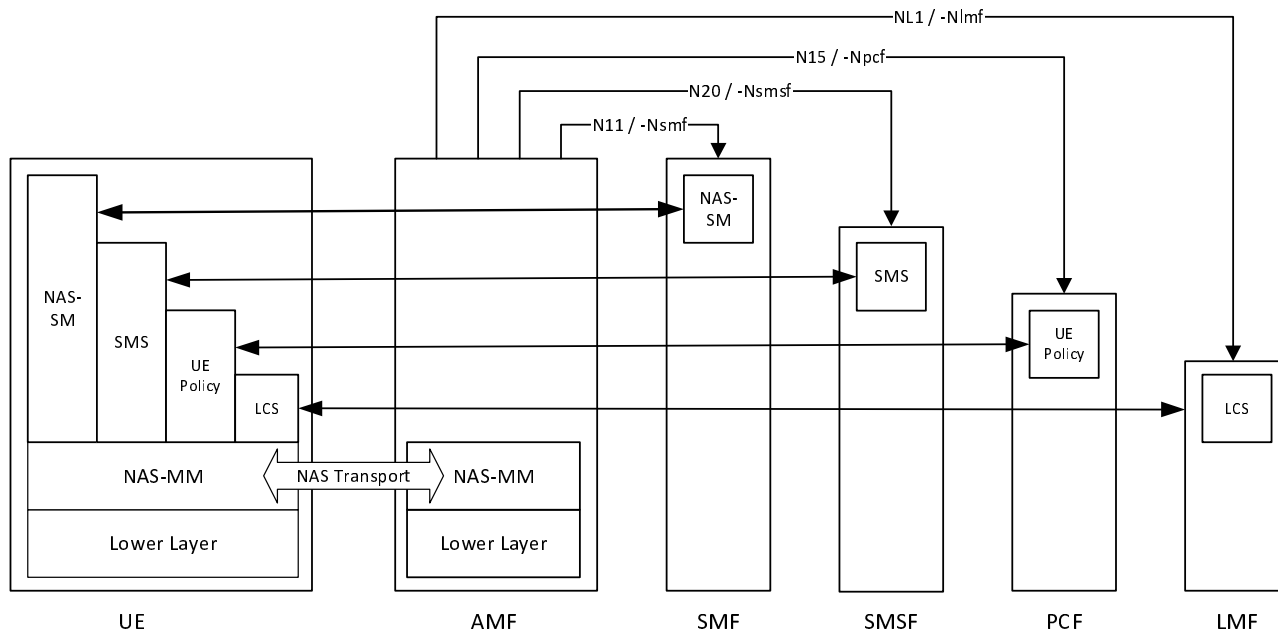 NL1 / -Nlmf
N15 / -Npcf
N20 / -Nsmsf
N11 / -Nsmf
NAS-
SM
SMS
UE
Policy
LCS
NAS-MM
Lower Layer
NAS Transport
NAS-MM
Lower Layer
NAS-
SM
SMS
UE
Policy
LCS
UE
AMF
SMF
SMSF
PCF
LMF